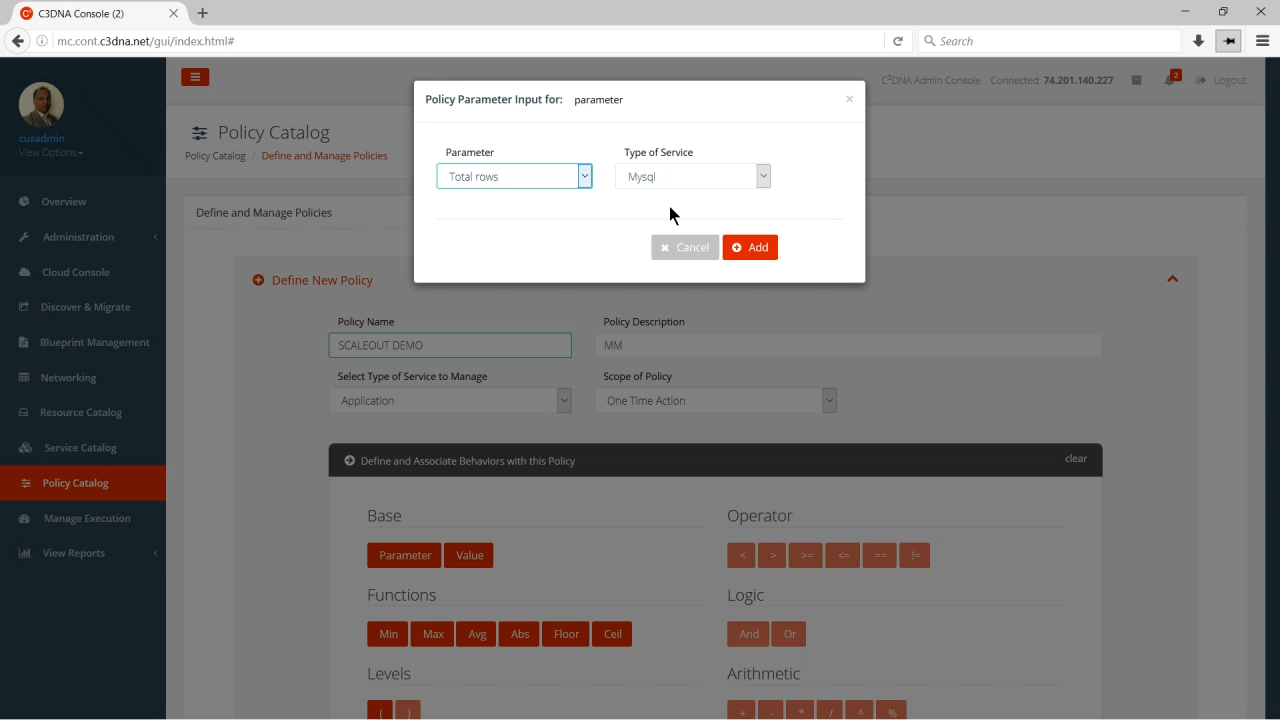 C3DNA Console (2)
mc.cont.c3dna.net/gui/index.html#
Search
cusadmin
View Options
Overview
Administration
Cloud Console
Discover & Migrate
Blueprint Management
Networking
Resource Catalog
Service Catalog
Policy Catalog
Manage Execution
View Reports
C³DNA Admin Console Connected: 74.201.140.227 2 Logout
Policy Catalog
Policy Catalog / Define and Manage Policies
Define and Manage Policies
Policy Parameter Input for: parameter ×
Parameter Type of Service
Total rows Mysql
Cancel Add
Define New Policy
Policy Name Policy Description
SCALEOUT DEMO MM
Select Type of Service to Manage Scope of Policy
Application One Time Action
Define and Associate Behaviors with this Policy clear
Base Operator
Parameter Value < > >= <= == !=
Functions Logic
Min Max Avg Abs Floor Ceil And Or
Levels Arithmetic
( ) + - * / ^ %